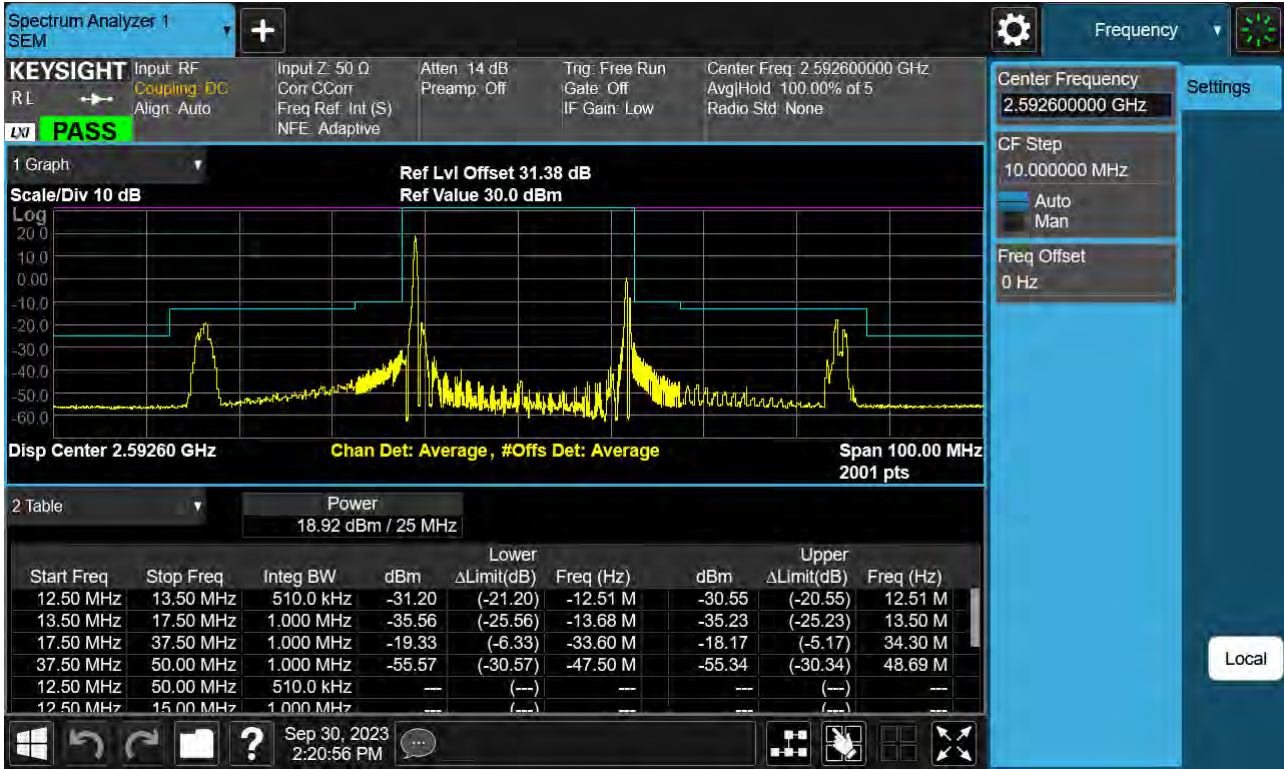 Spectrum Analyzer 1
SEM
+
Frequency
KEYSIGHT
RL
LXI
PASS
Input: RF
Coupling: DC
Align: Auto
Input Z: 50 Ω
Corr CCorr
Freq Ref: Int (S)
NFE: Adaptive
Atten: 14 dB
Preamp: Off
Trig: Free Run
Gate: Off
IF Gain: Low
Center Freq: 2.592600000 GHz
Avg|Hold: 100.00% of 5
Radio Std: None
Center Frequency
2.592600000 GHz
Settings
CF Step
10.000000 MHz
Auto
Man
Freq Offset
0 Hz
Local
1 Graph
Scale/Div 10 dB
Ref Lvl Offset 31.38 dB
Ref Value 30.0 dBm
Log
20.0
10.0
0.00
-10.0
-20.0
-30.0
-40.0
-50.0
-60.0
Disp Center 2.59260 GHz Chan Det: Average, #Offs Det: Average Span 100.00 MHz
2001 pts
2 Table
Power
18.92 dBm / 25 MHz
Lower Upper
Start Freq Stop Freq Integ BW dBm ΔLimit(dB) Freq (Hz) dBm ΔLimit(dB) Freq (Hz)
12.50 MHz 13.50 MHz 510.0 kHz -31.20 (-21.20) -12.51 M -30.55 (-20.55) 12.51 M
13.50 MHz 17.50 MHz 1.000 MHz -35.56 (-25.56) -13.68 M -35.23 (-25.23) 13.50 M
17.50 MHz 37.50 MHz 1.000 MHz -19.33 (-6.33) -33.60 M -18.17 (-5.17) 34.30 M
37.50 MHz 50.00 MHz 1.000 MHz -55.57 (-30.57) -47.50 M -55.34 (-30.34) 48.69 M
12.50 MHz 50.00 MHz 510.0 kHz --- (---) --- --- (---) ---
12.50 MHz 15.00 MHz 1.000 MHz --- (---) --- --- (---) ---
?
Sep 30, 2023
2:20:56 PM